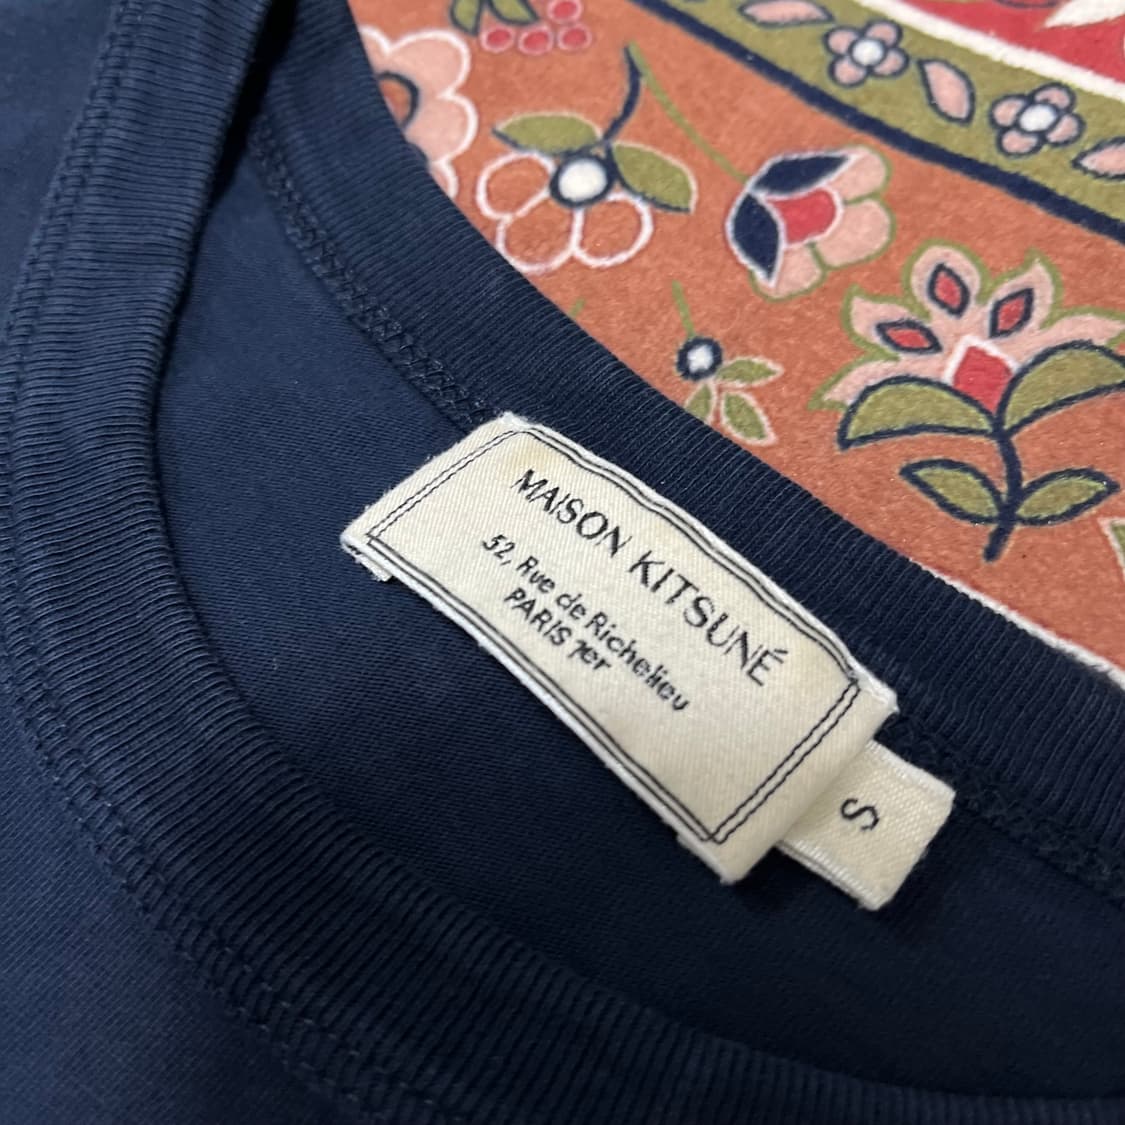 MAISON KITSUNÉ
52, Rue de Richelieu
PARIS 1er
S